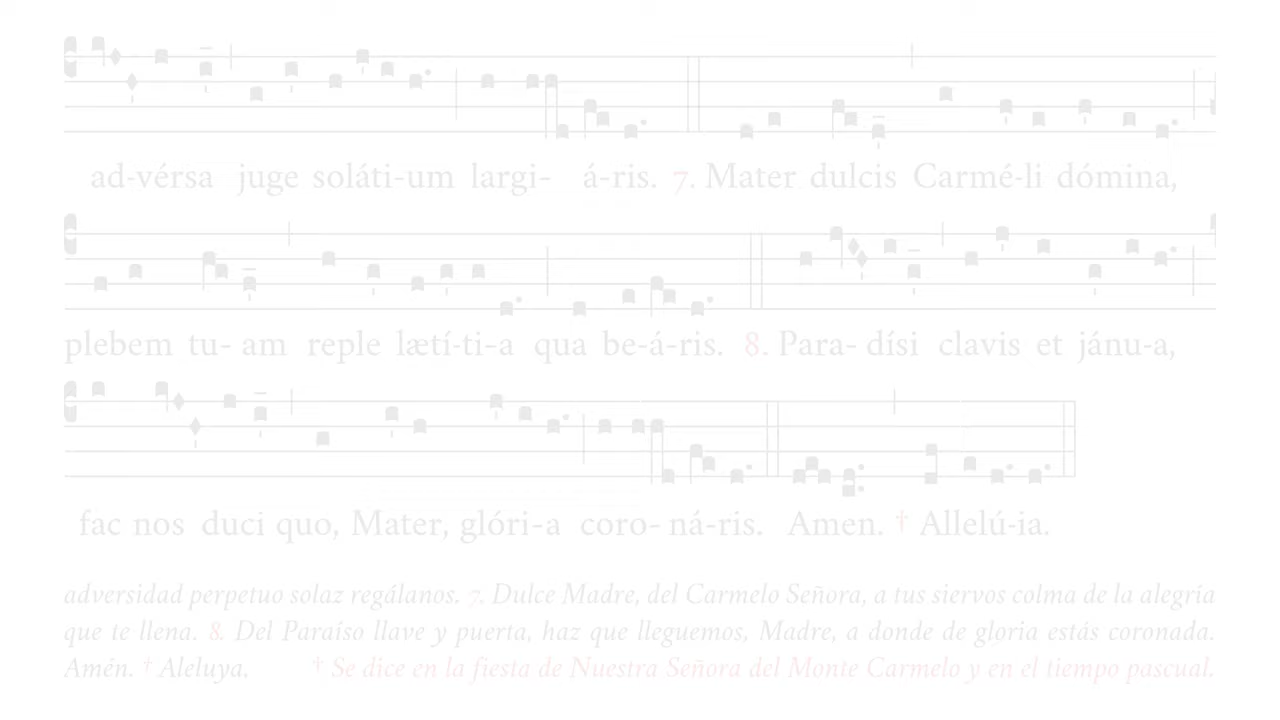 ad-vérsa juge soláti-um largi- á-ris. 7. Mater dulcis Carmé-li dómina,
plebem tu- am reple lætí-ti-a qua be-á-ris. 8. Para- dísi clavis et jánu-a,
fac nos duci quo, Mater, glóri-a coro- ná-ris. Amen. † Allelú-ia.
adversidad perpetuo solaz regálanos. 7. Dulce Madre, del Carmelo Señora, a tus siervos colma de la alegría
que te llena. 8. Del Paraíso llave y puerta, haz que lleguemos, Madre, a donde de gloria estás coronada.
Amén. † Aleluya. † Se dice en la fiesta de Nuestra Señora del Monte Carmelo y en el tiempo pascual.